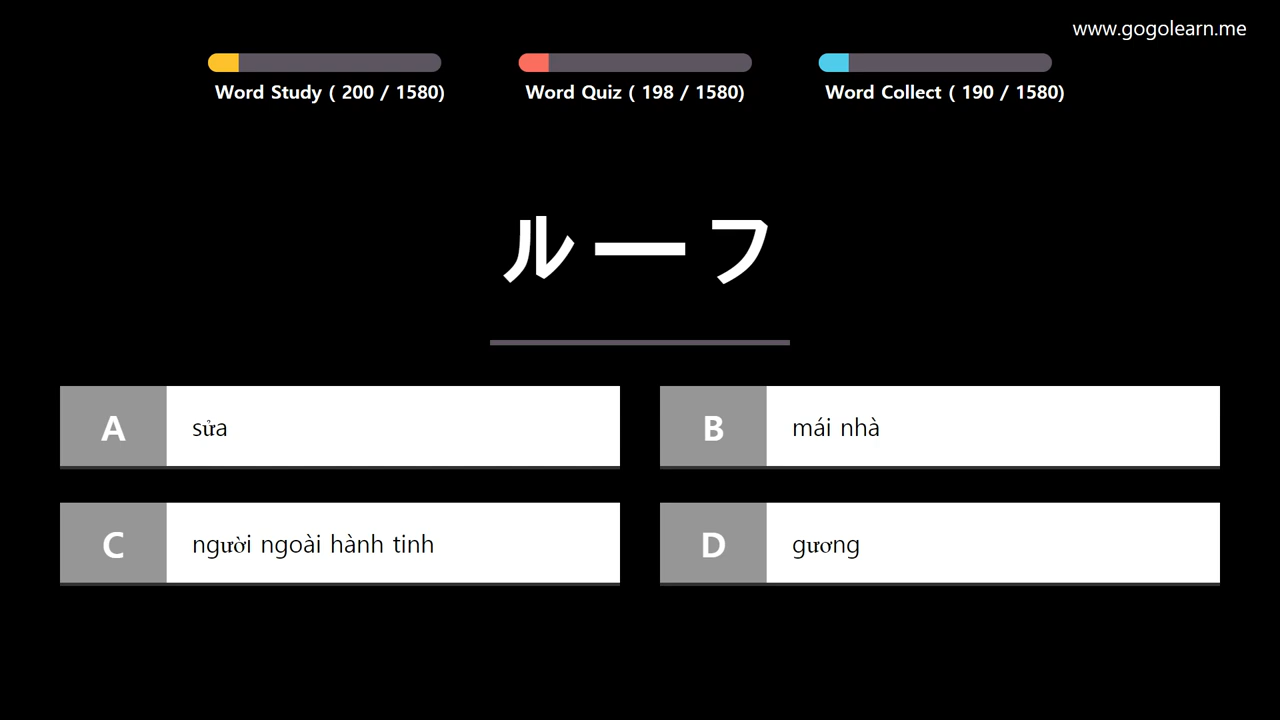 www.gogolearn.me
Word Study ( 200 / 1580)
Word Quiz ( 198 / 1580)
Word Collect ( 190 / 1580)
ルーフ
A sửa
B mái nhà
C người ngoài hành tinh
D gương